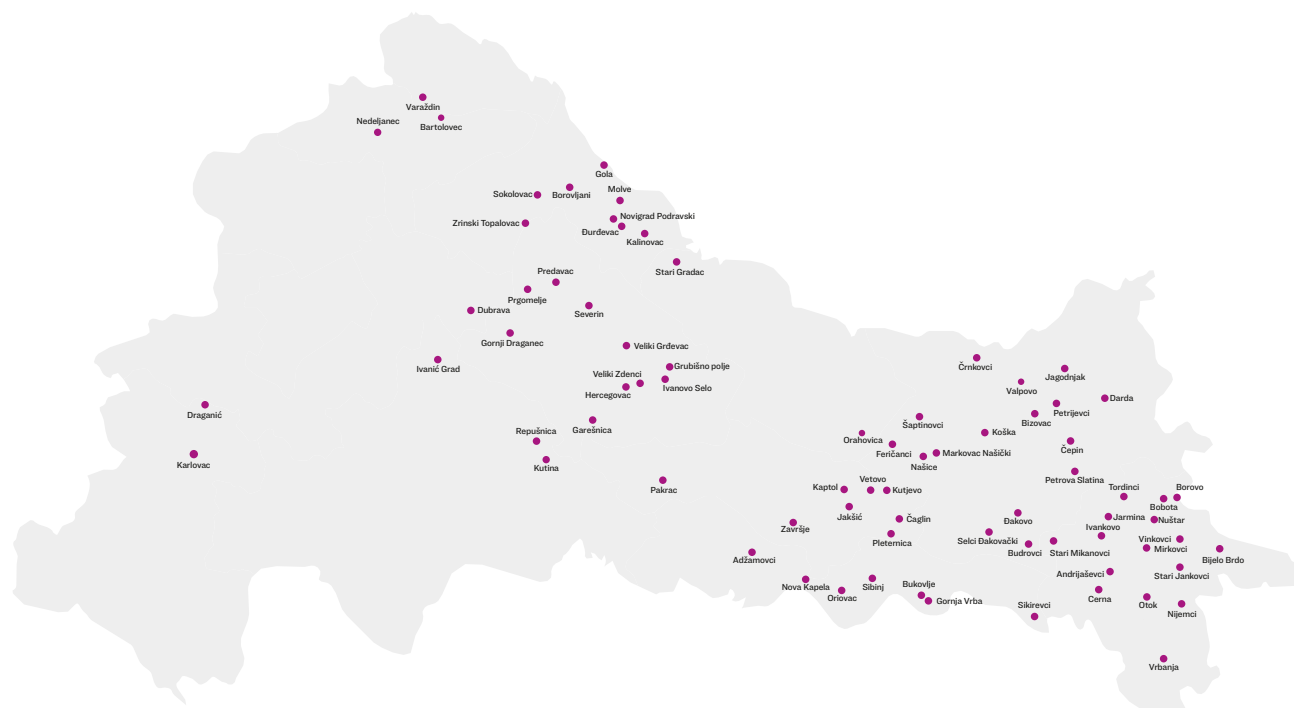 Varaždin
Nedeljanec
Bartolovec
Gola
Sokolovac
Borovljani
Molve
Zrinski Topalovac
Novigrad Podravski
Đurđevac
Kalinovac
Stari Gradac
Predavac
Prgomelje
Dubrava
Severin
Gornji Draganec
Veliki Grđevac
Ivanić Grad
Grubišno polje
Veliki Zdenci
Ivanovo Selo
Hercegovac
Draganić
Garešnica
Repušnica
Karlovac
Kutina
Pakrac
Črnkovci
Jagodnjak
Valpovo
Darda
Petrijevci
Bizovac
Šaptinovci
Koška
Orahovica
Feričanci
Markovac Našički
Našice
Čepin
Petrova Slatina
Vetovo
Kaptol
Kutjevo
Tordinci
Borovo
Bobota
Jakšić
Čaglin
Đakovo
Jarmina
Nuštar
Ivankovo
Završje
Pleternica
Selci Đakovački
Budrovci
Stari Mikanovci
Vinkovci
Mirkovci
Bijelo Brdo
Adžamovci
Andrijaševci
Stari Jankovci
Nova Kapela
Oriovac
Sibinj
Bukovlje
Gornja Vrba
Sikirevci
Cerna
Otok
Nijemci
Vrbanja